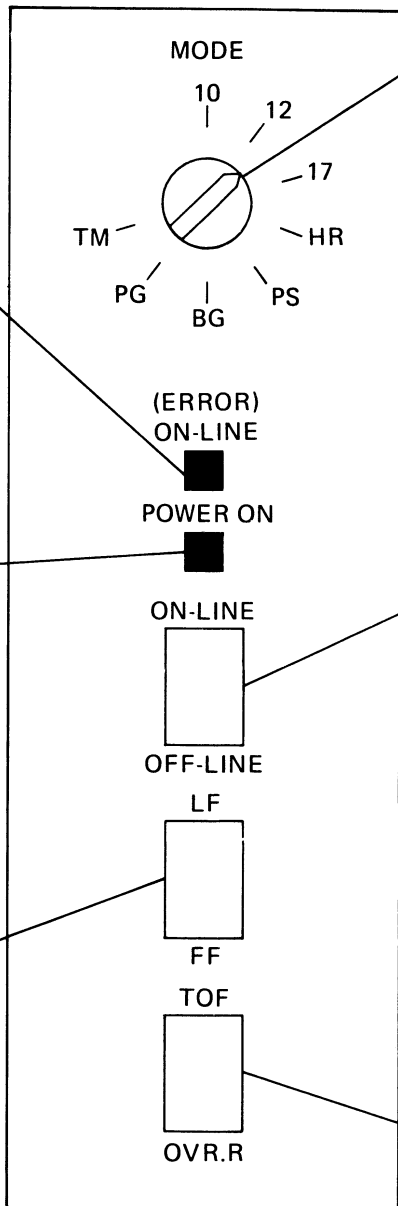 MODE
10
12
17
HR
TM
PG
PS
BG
(ERROR)
ON-LINE
POWER ON
ON-LINE
OFF-LINE
LF
FF
TOF
OVR.R